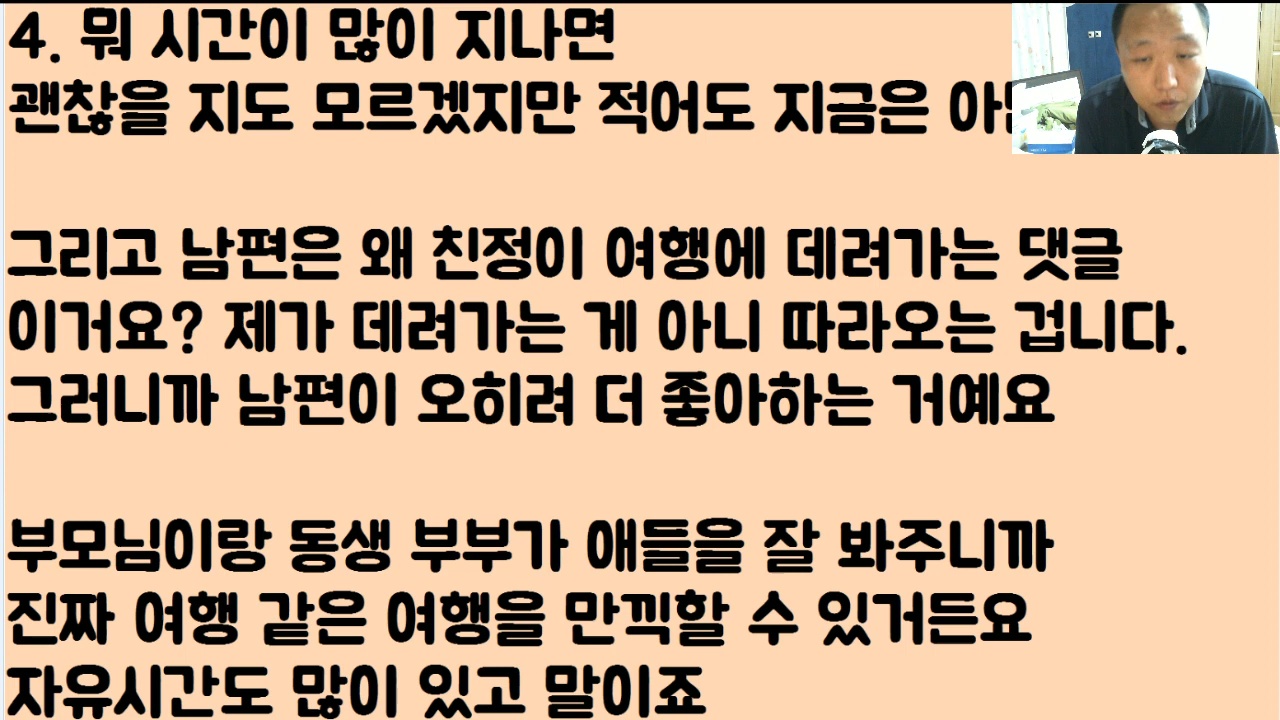 4. 뭐 시간이 많이 지나면
괜찮을 지도 모르겠지만 적어도 지금은
그리고 남편은 왜 친정이 여행에 데려가는 댓글
이거요? 제가 데려가는 게 아니 따라오는 겁니다.
그러니까 남편이 오히려 더 좋아하는 거예요
부모님이랑 동생 부부가 애들을 잘 봐주니까
진짜 여행 같은 여행을 만끽할 수 있거든요
자유시간도 많이 있고 말이죠